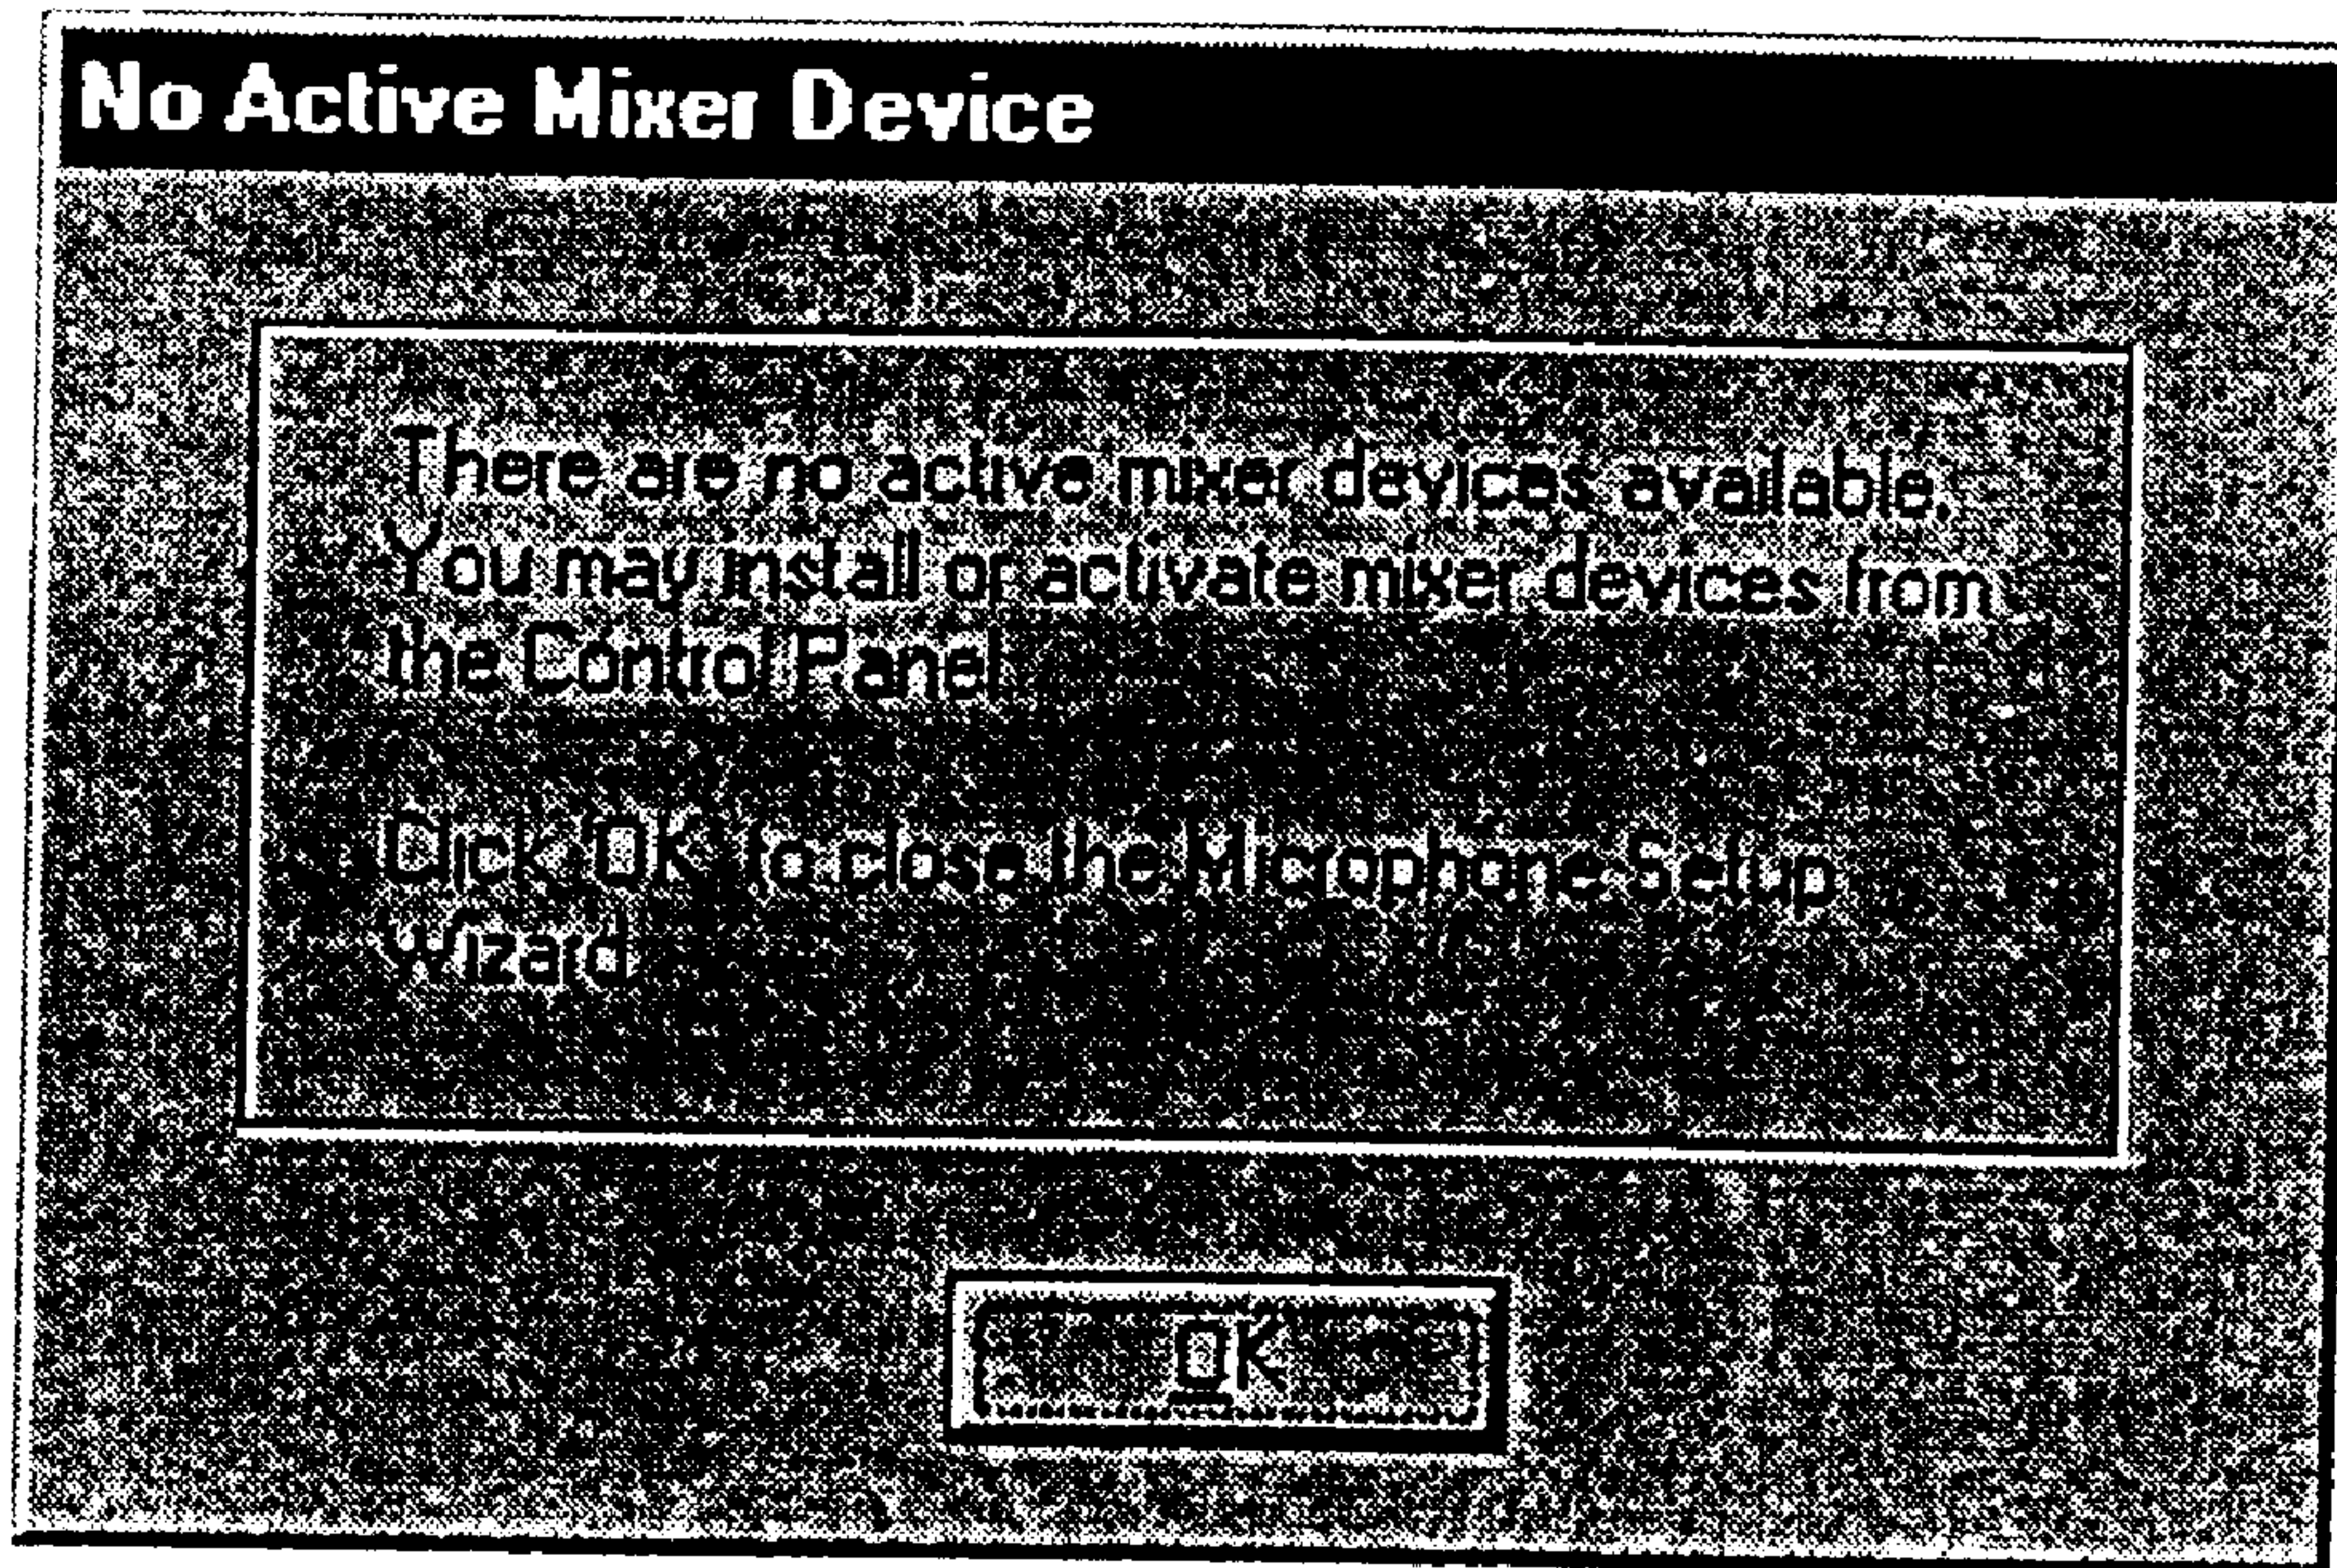 No Active Mixer Device
There are no active mixer devices available.
You may install or activate mixer devices from
the Control Panel.
Click 'OK' to close the Microphone Setup
Wizard.
OK